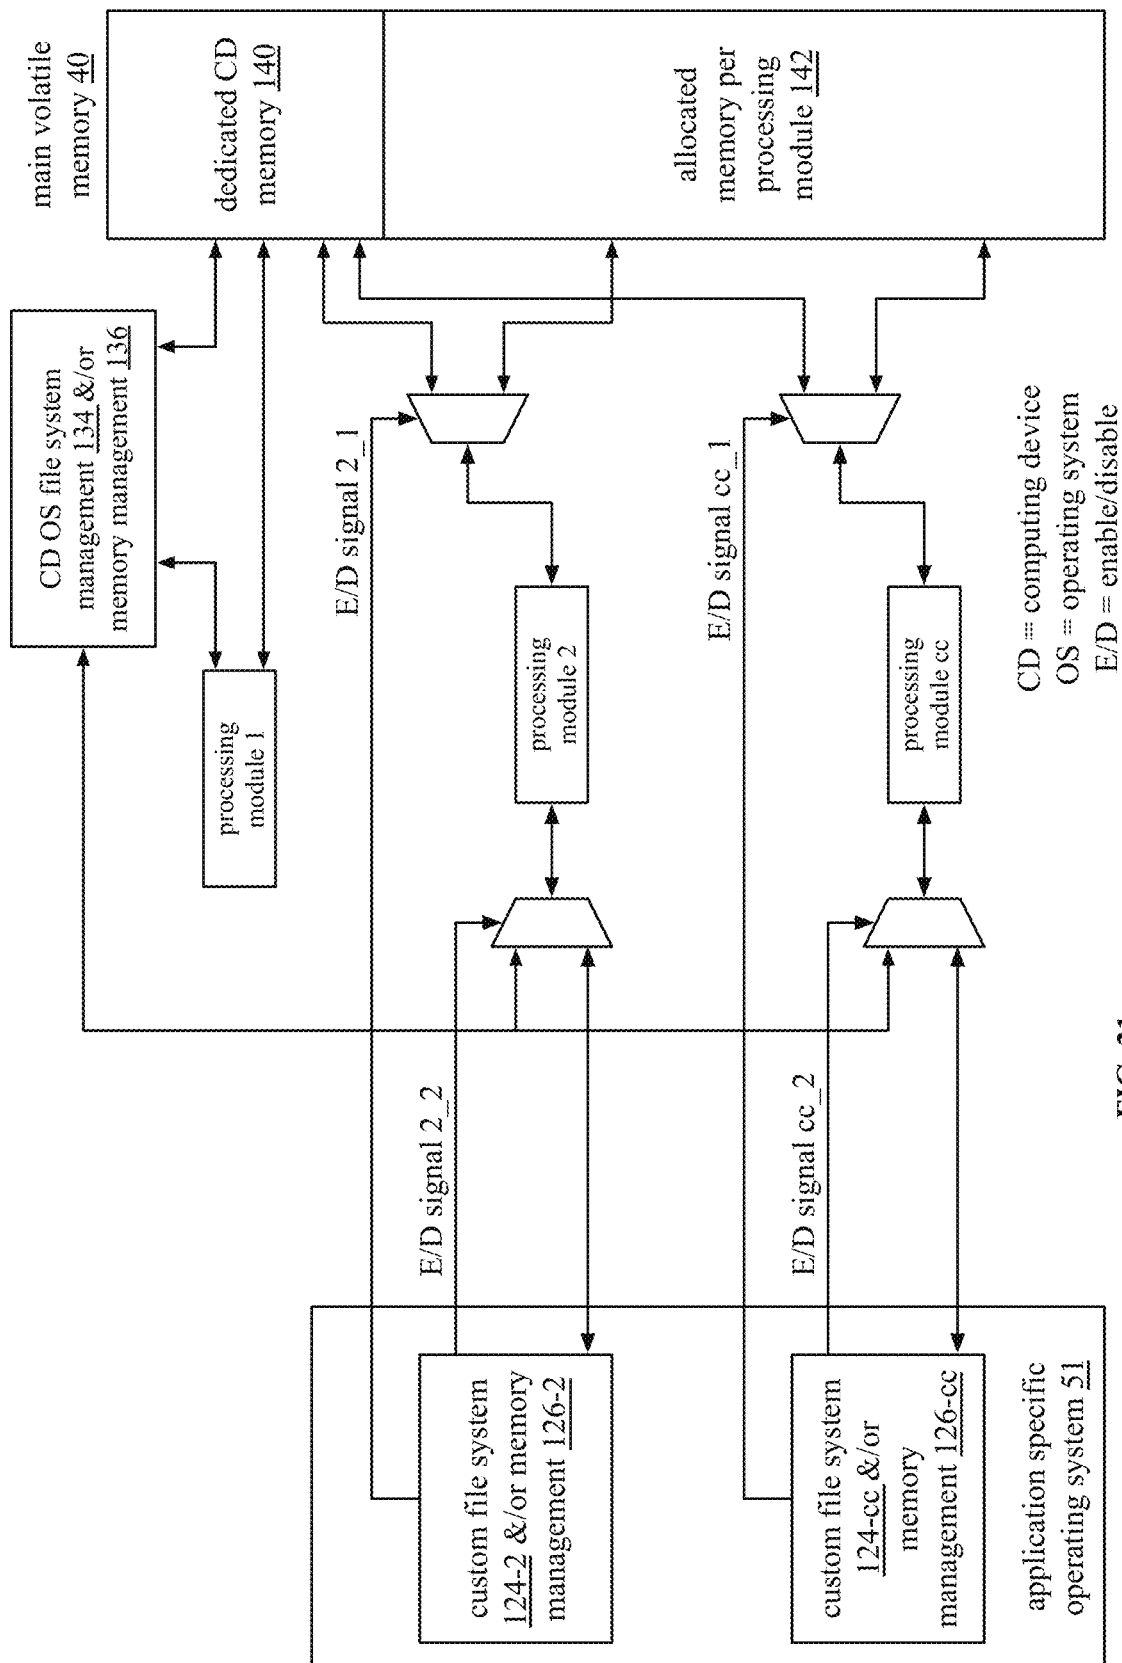 main volatile
memory 40
dedicated CD
memory 140
allocated
memory per
processing
module 142
CD OS file system
management 134 &/or
memory management 136
processing
module 1
E/D signal 2_1
processing
module 2
E/D signal 2_2
custom file system
124-2 &/or memory
management 126-2
E/D signal cc_1
processing
module cc
E/D signal cc_2
custom file system
124-cc &/or
memory
management 126-cc
application specific
operating system 51
CD = computing device
OS = operating system
E/D = enable/disable